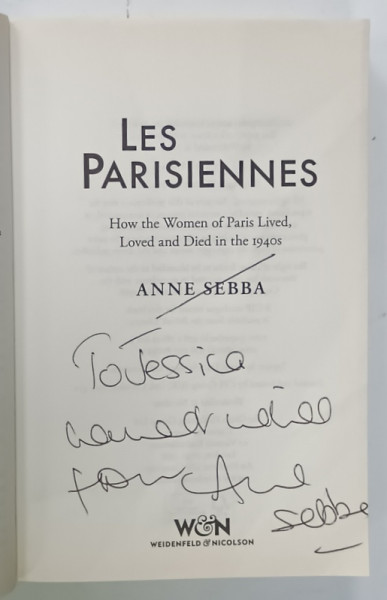 LES
PARISIENNES
How the Women of Paris Lived,
Loved and Died in the 1940s
ANNE SEBBA
To Jessica
from Anne
Sebba
W&N
WEIDENFELD & NICOLSON